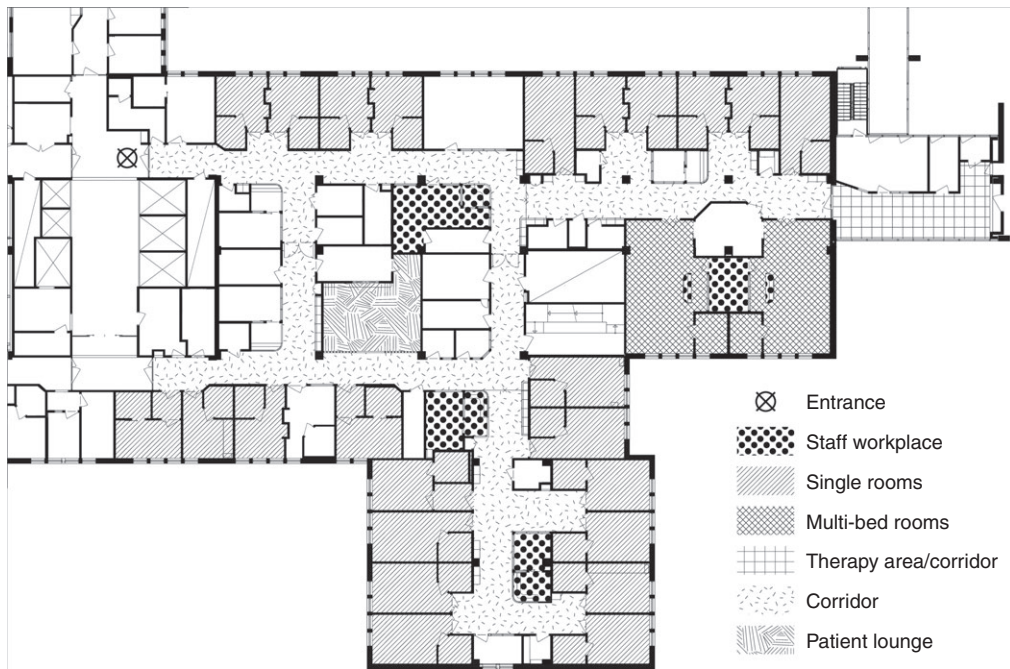 Entrance
Staff workplace
Single rooms
Multi-bed rooms
Therapy area/corridor
Corridor
Patient lounge